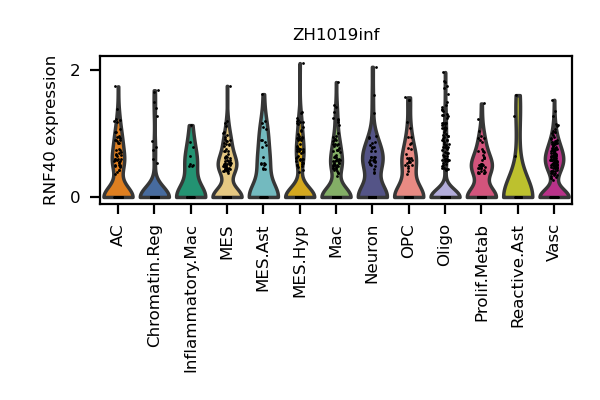 ZH1019inf
RNF40 expression
2
0
AC
Chromatin.Reg
Inflammatory.Mac
MES
MES.Ast
MES.Hyp
Mac
Neuron
OPC
Oligo
Prolif.Metab
Reactive.Ast
Vasc